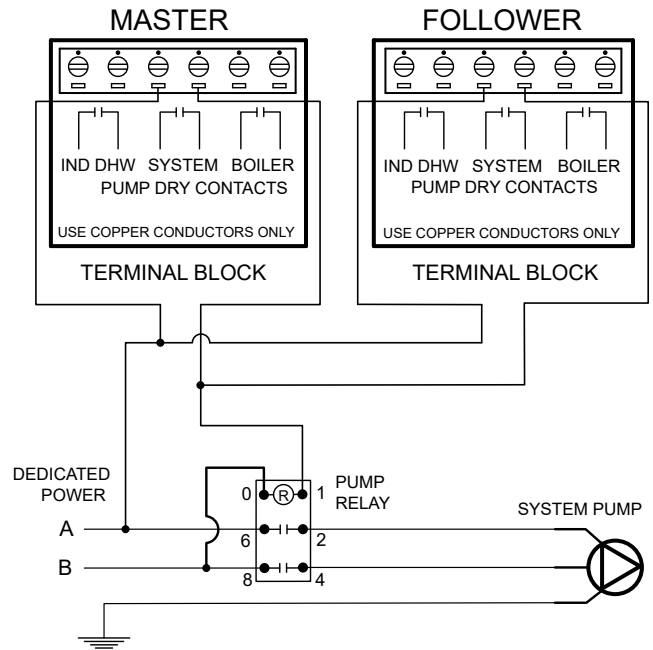 MASTER
FOLLOWER
IND DHW SYSTEM BOILER
PUMP DRY CONTACTS
USE COPPER CONDUCTORS ONLY
TERMINAL BLOCK
IND DHW SYSTEM BOILER
PUMP DRY CONTACTS
USE COPPER CONDUCTORS ONLY
TERMINAL BLOCK
DEDICATED
POWER
0 R 1
PUMP
RELAY
SYSTEM PUMP
A
6 2
B
8 4